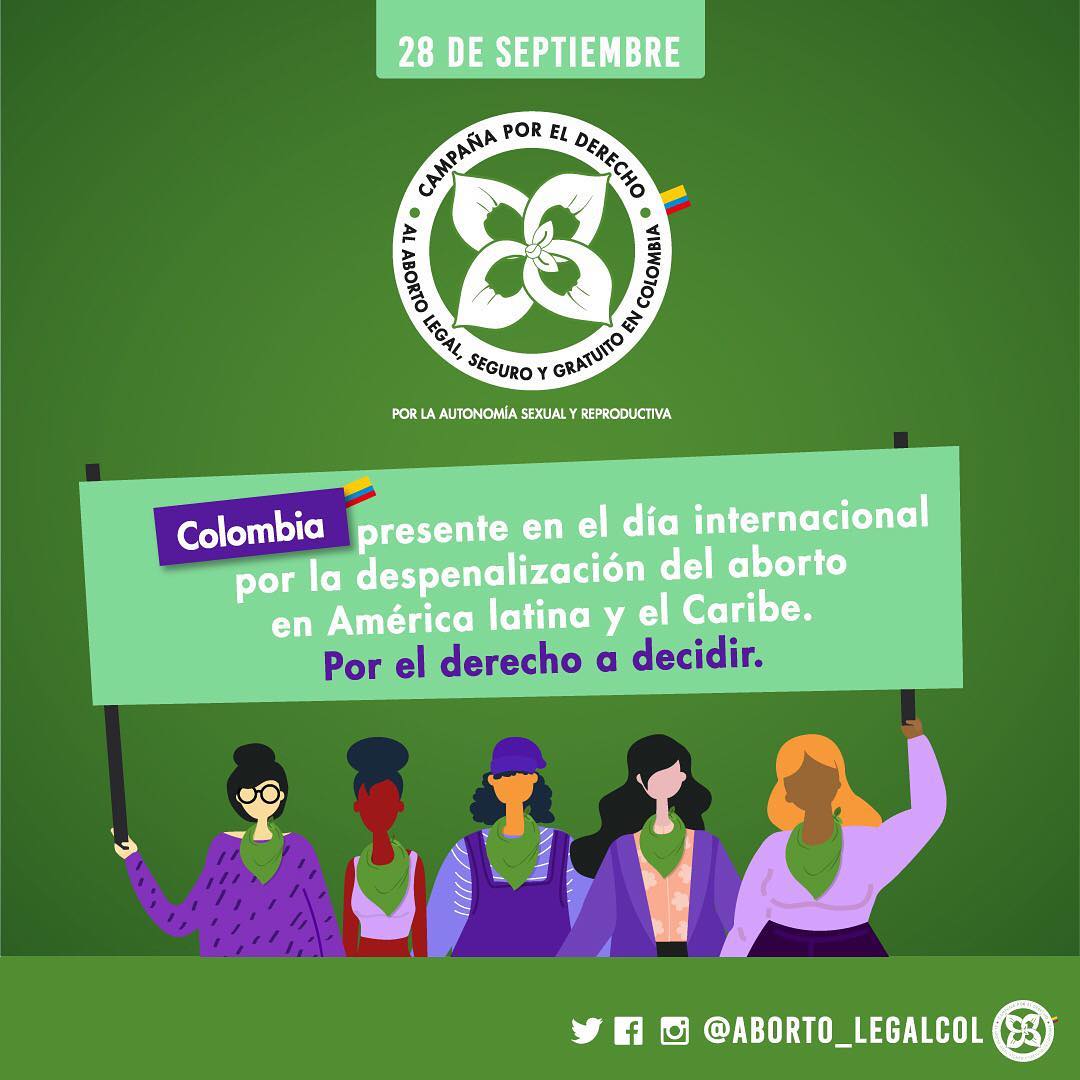 28 DE SEPTIEMBRE
CAMPAÑA POR EL DERECHO
AL ABORTO LEGAL, SEGURO Y GRATUITO EN COLOMBIA
POR LA AUTONOMÍA SEXUAL Y REPRODUCTIVA
Colombia presente en el día internacional
por la despenalización del aborto
en América latina y el Caribe.
Por el derecho a decidir.
@ABORTO_LEGALCOL